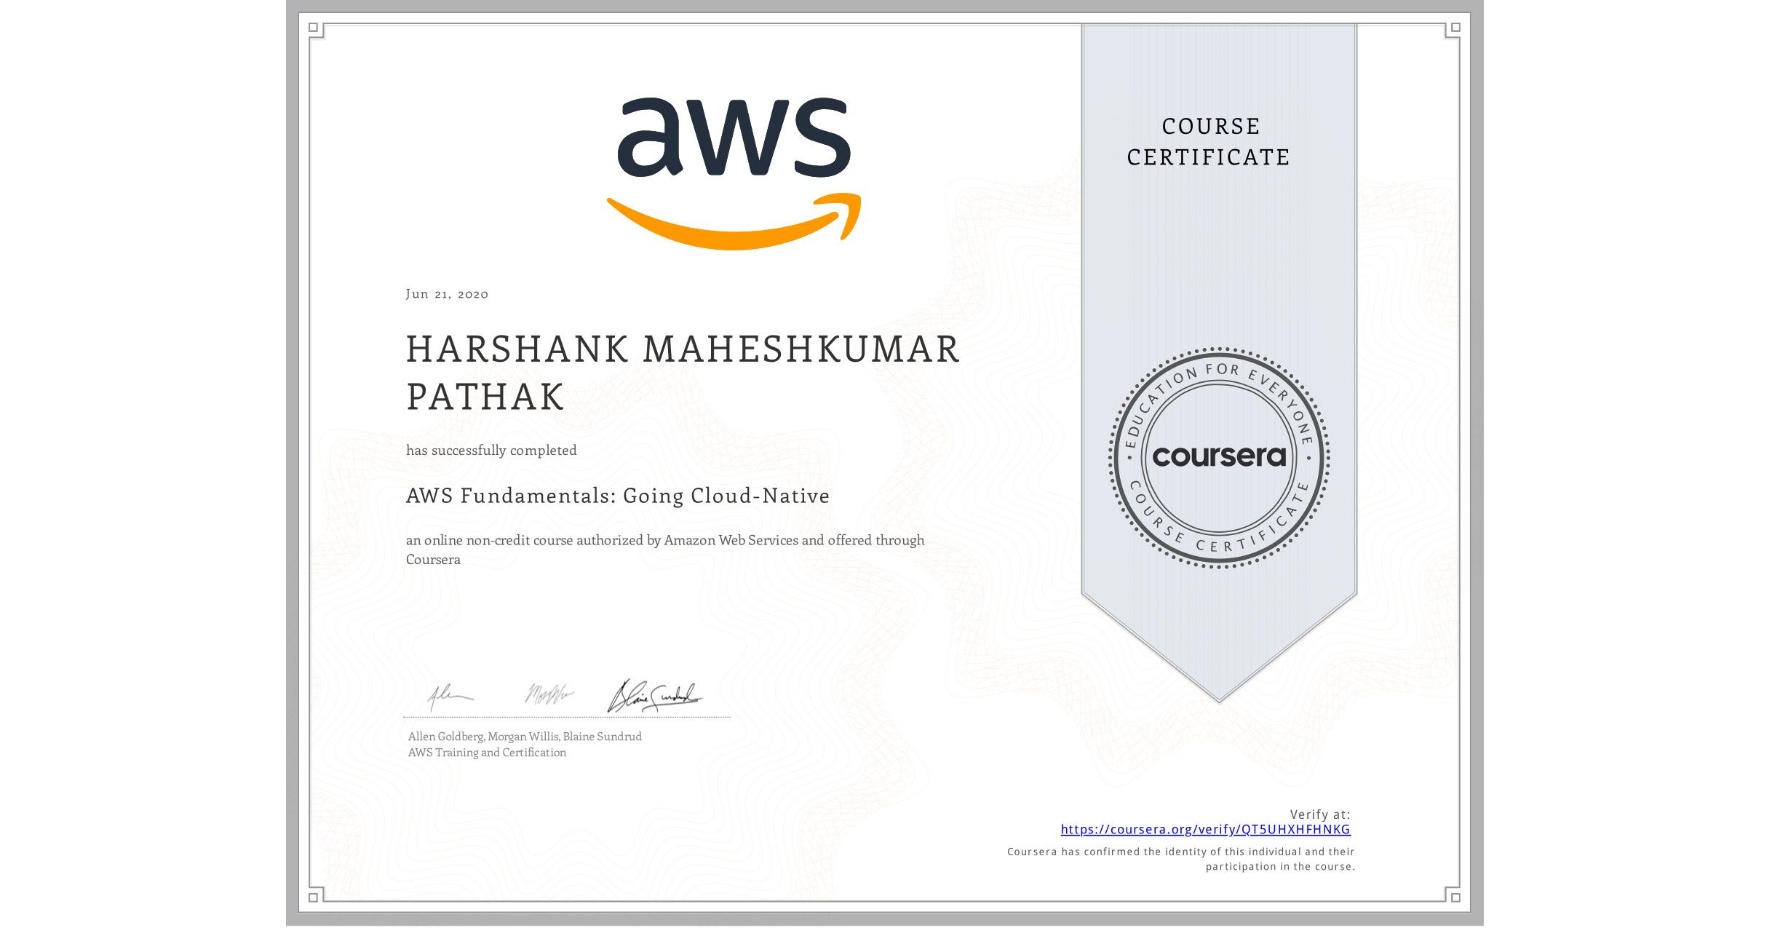 aws
COURSE
CERTIFICATE
Jun 21, 2020
HARSHANK MAHESHKUMAR
PATHAK
has successfully completed
AWS Fundamentals: Going Cloud-Native
an online non-credit course authorized by Amazon Web Services and offered through
Coursera
EDUCATION FOR EVERYONE
coursera
COURSE CERTIFICATE
Allen Goldberg, Morgan Willis, Blaine Sundrud
AWS Training and Certification
Verify at:
https://coursera.org/verify/QT5UHXHFHNKG
Coursera has confirmed the identity of this individual and their
participation in the course.